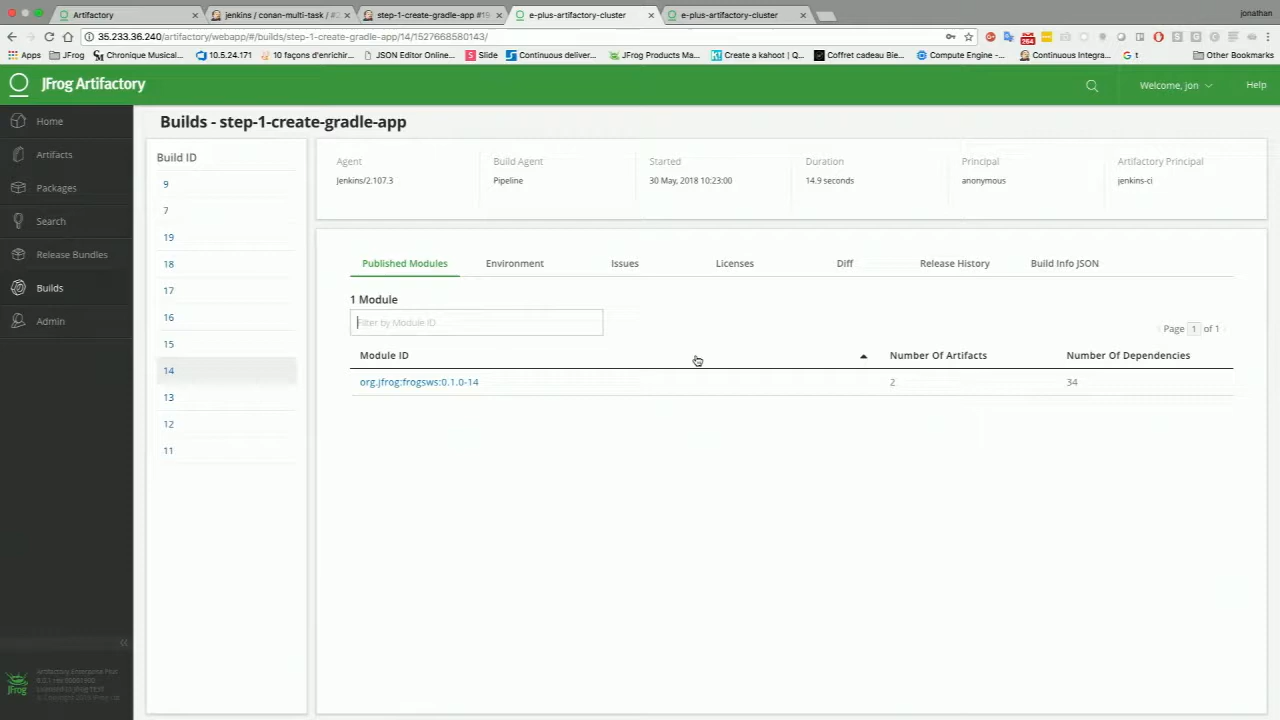 jonathan
Artifactory
jenkins / conan-multi-task /
step-1-create-gradle-app #19
e-plus-artifactory-cluster
e-plus-artifactory-cluster
35.233.36.240/artifactory/webapp/#/builds/step-1-create-gradle-app/14/1527668580143/
264
Apps
JFrog
Chronique Musical...
10.5.24.171
10 façons d'enrichir...
JSON Editor Online...
Slide
Continuous deliver...
JFrog Products Ma...
Create a kahoot | Q...
Coffret cadeau Bie...
Compute Engine -...
Continuous Integra...
t
Other Bookmarks
JFrog Artifactory
Welcome, jon
Help
Home
Artifacts
Packages
Search
Release Bundles
Builds
Admin
JFrog
Builds - step-1-create-gradle-app
Build ID
9
7
19
18
17
16
15
14
13
12
11
Agent
Jenkins/2.107.3
Build Agent
Pipeline
Started
30 May, 2018 10:23:00
Duration
14.9 seconds
Principal
anonymous
Artifactory Principal
jenkins-ci
Published Modules
Environment
Issues
Licenses
Diff
Release History
Build Info JSON
1 Module
Filter by Module ID
Page 1 of 1
Module ID
Number Of Artifacts
Number Of Dependencies
org.jfrog:frogsws:0.1.0-14
2
34